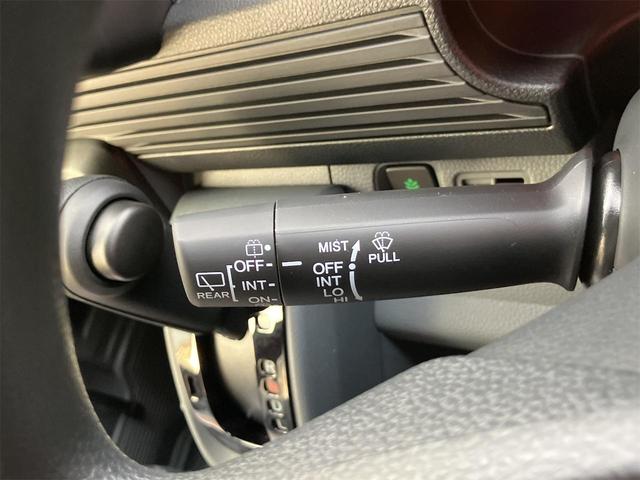 OFF
INT
ON
REAR
MIST
OFF
INT
LO
HI
PULL